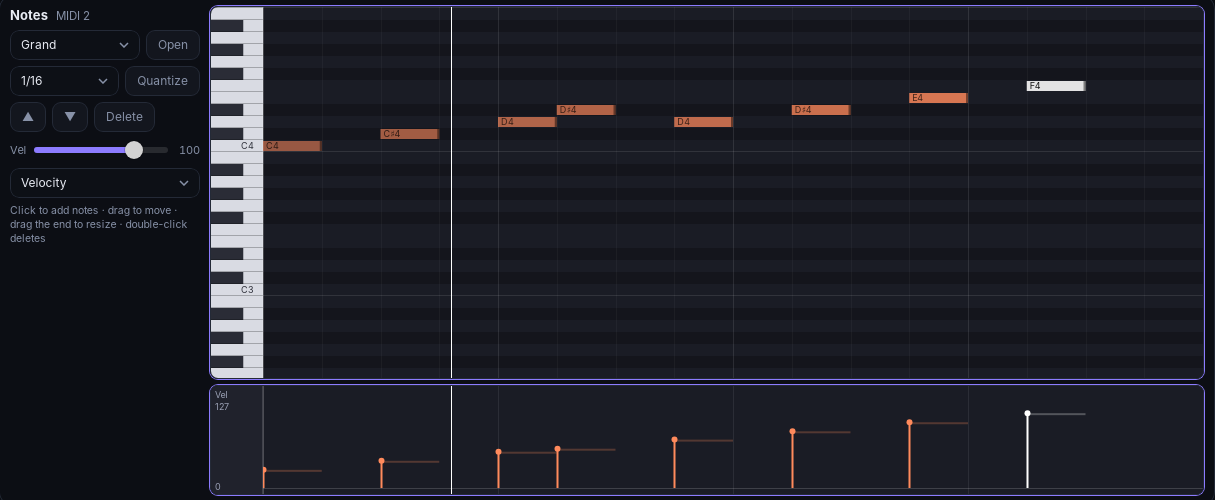 Notes MIDI 2
Grand Open
1/16 Quantize
▲ ▼ Delete
Vel 100
Velocity
Click to add notes · drag to move ·
drag the end to resize · double-click
deletes
F4
E4
D♯4 D♯4
D4 D4
C♯4
C4 C4
C3
Vel
127
0